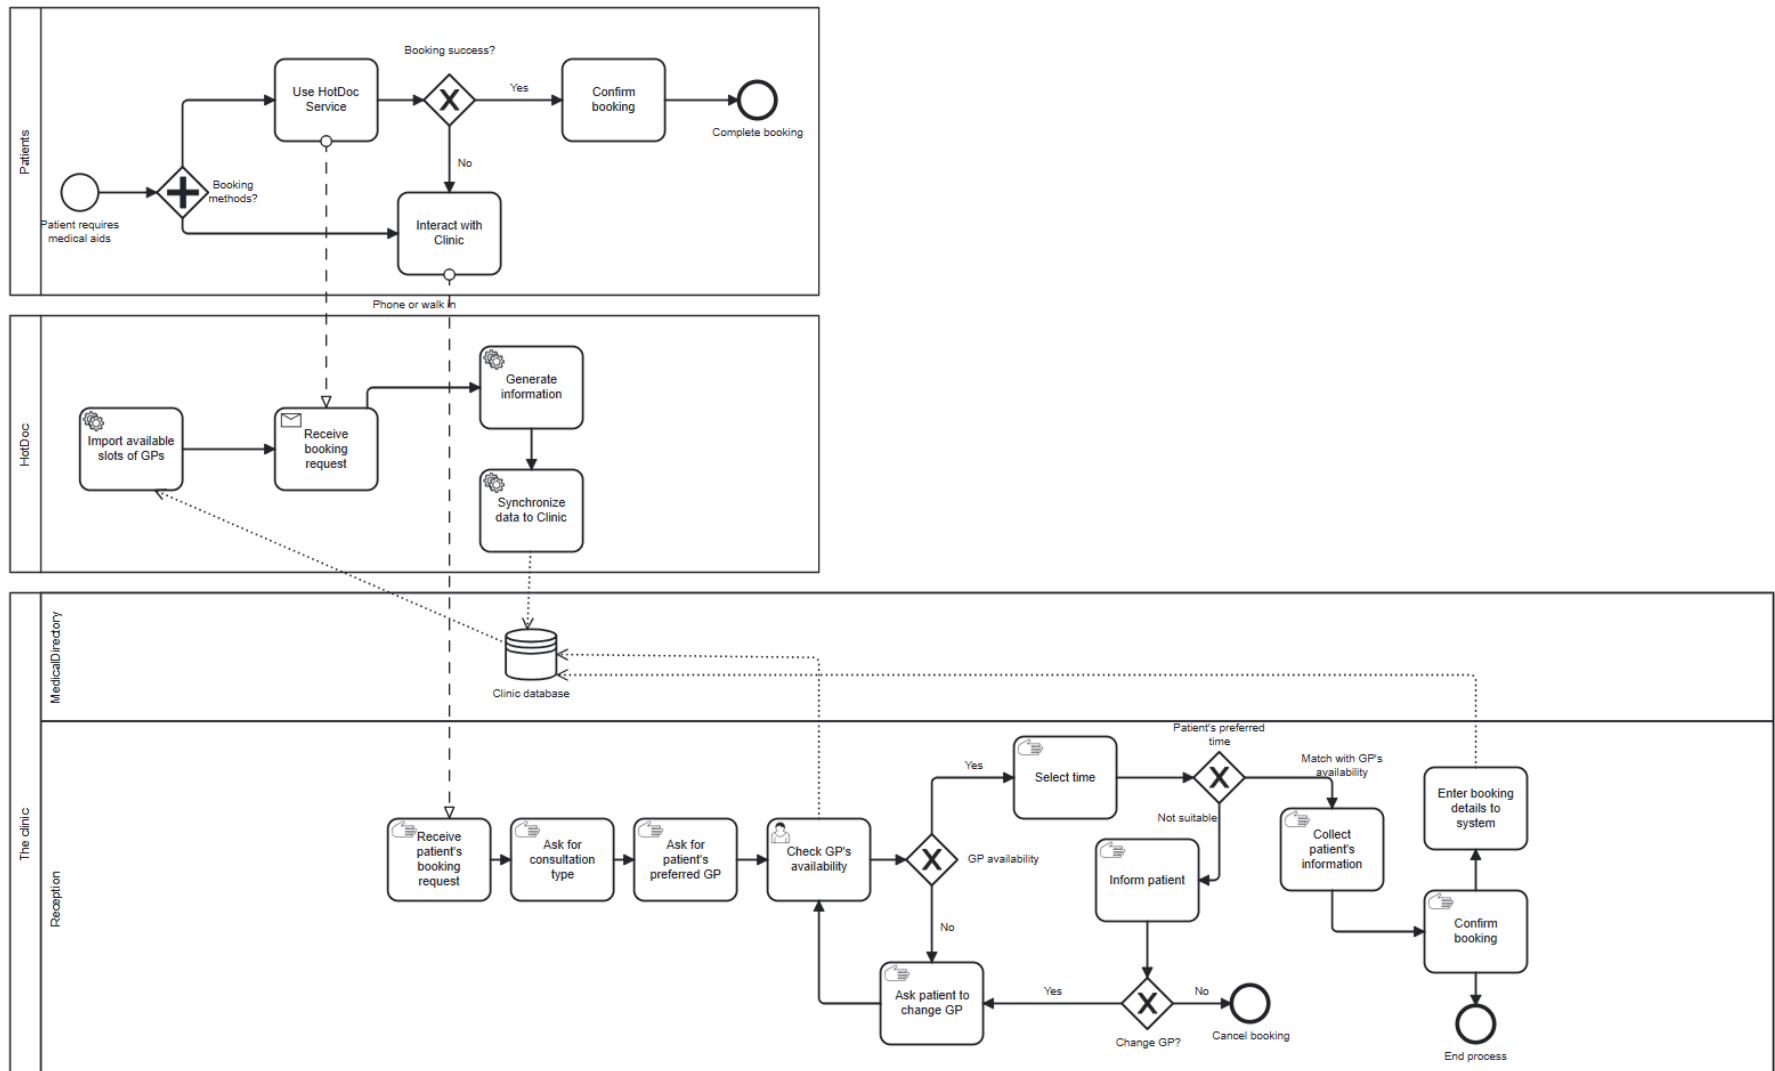 Patients
Booking success?
Use HotDoc
Service
Yes
Confirm
booking
Complete booking
No
Booking
methods?
Patient requires
medical aids
Interact with
Clinic
Phone or walk in
HotDoc
Generate
information
Import available
slots of GPs
Receive
booking
request
Synchronize
data to Clinic
The clinic
MedicalDirectory
Clinic database
Reception
Patient's preferred
time
Yes
Select time
Match with GP's
availability
Enter booking
details to
system
Not suitable
Receive
patient's
booking
request
Ask for
consultation
type
Ask for
patient's
preferred GP
Check GP's
availability
GP availability
Inform patient
Collect
patient's
information
No
Confirm
booking
Ask patient to
change GP
Yes
No
Change GP?
Cancel booking
End process